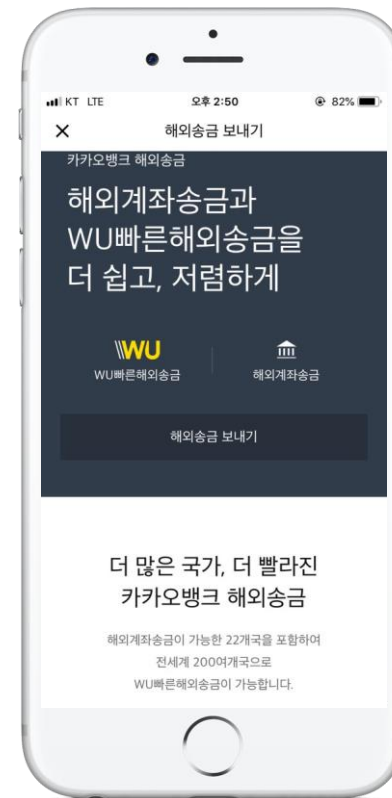 KT LTE 오후 2:50 82%
해외송금 보내기
카카오뱅크 해외송금
해외계좌송금과
WU빠른해외송금을
더 쉽고, 저렴하게
WU
WU빠른해외송금 해외계좌송금
해외송금 보내기
더 많은 국가, 더 빨라진
카카오뱅크 해외송금
해외계좌송금이 가능한 22개국을 포함하여
전세계 200여개국으로
WU빠른해외송금이 가능합니다.